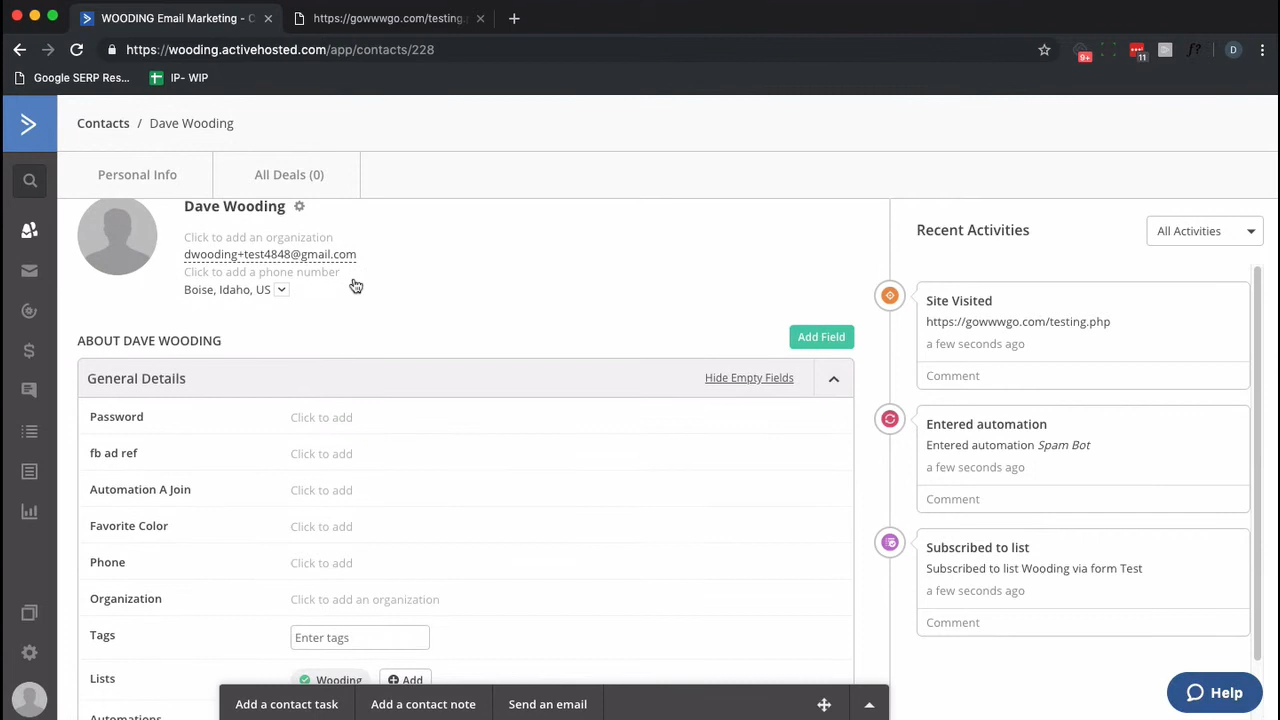 WOODING Email Marketing - C
https://gowwwgo.com/testing.
https://wooding.activehosted.com/app/contacts/228
9+
11
f?
D
Google SERP Res...
IP- WIP
Contacts / Dave Wooding
Personal Info
All Deals (0)
Dave Wooding
Click to add an organization
dwooding+test4848@gmail.com
Click to add a phone number
Boise, Idaho, US
ABOUT DAVE WOODING
Add Field
General Details
Hide Empty Fields
Password Click to add
fb ad ref Click to add
Automation A Join Click to add
Favorite Color Click to add
Phone Click to add
Organization Click to add an organization
Tags Enter tags
Lists Wooding Add
Automations
Recent Activities
All Activities
Site Visited
https://gowwwgo.com/testing.php
a few seconds ago
Comment
Entered automation
Entered automation Spam Bot
a few seconds ago
Comment
Subscribed to list
Subscribed to list Wooding via form Test
a few seconds ago
Comment
Add a contact task
Add a contact note
Send an email
Help